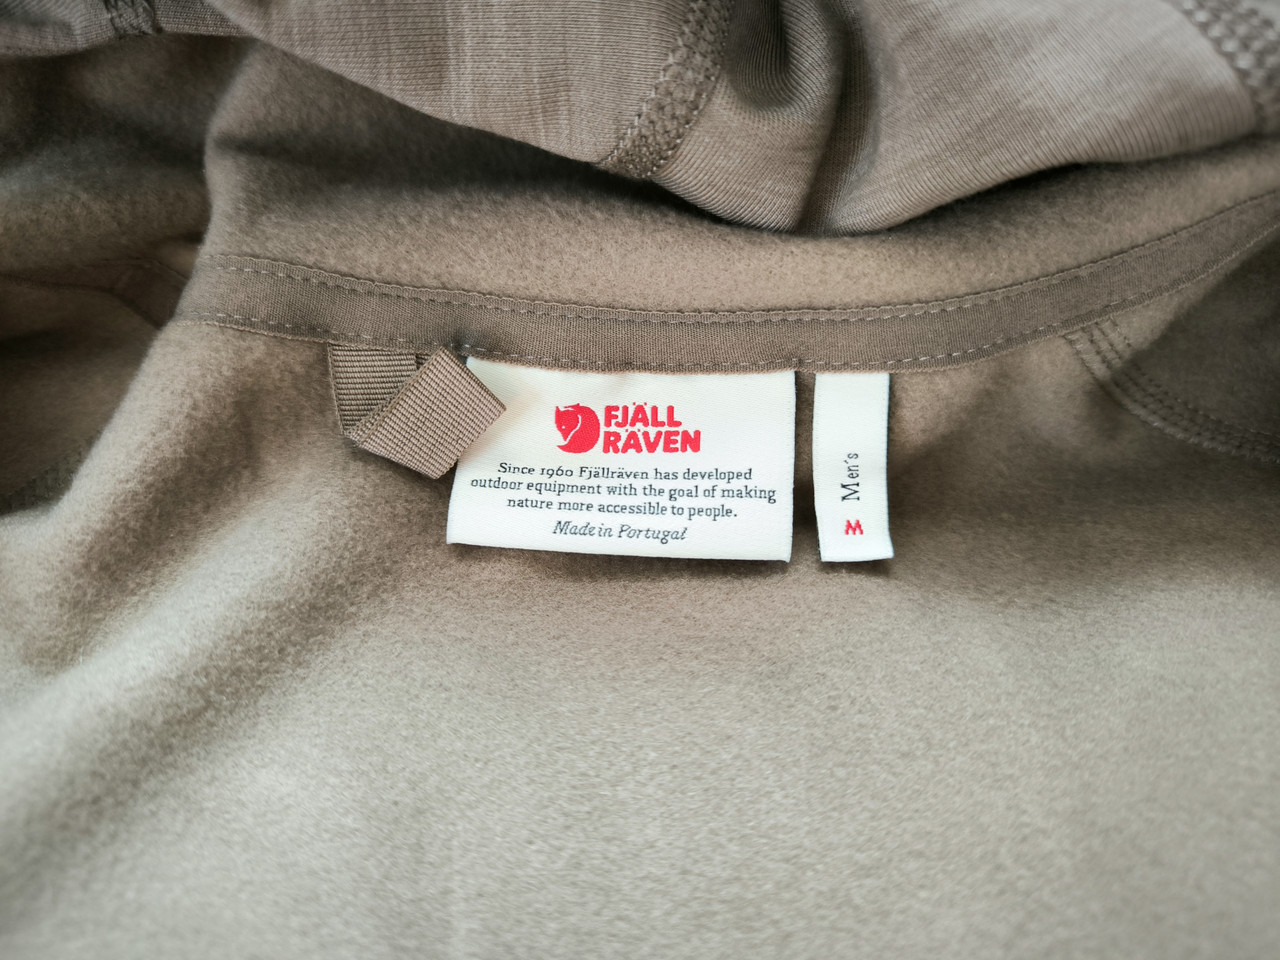 FJÄLL
RÄVEN
Since 1960 Fjällräven has developed
outdoor equipment with the goal of making
nature more accessible to people.
Made in Portugal
Men's
M